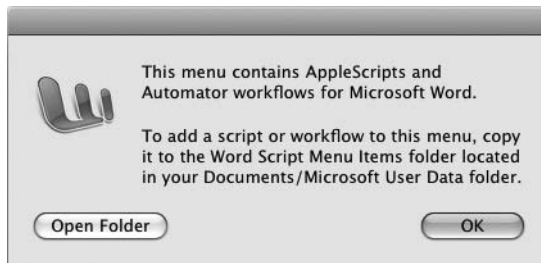 This menu contains AppleScripts and
Automator workflows for Microsoft Word.
To add a script or workflow to this menu, copy
it to the Word Script Menu Items folder located
in your Documents/Microsoft User Data folder.
Open Folder
OK